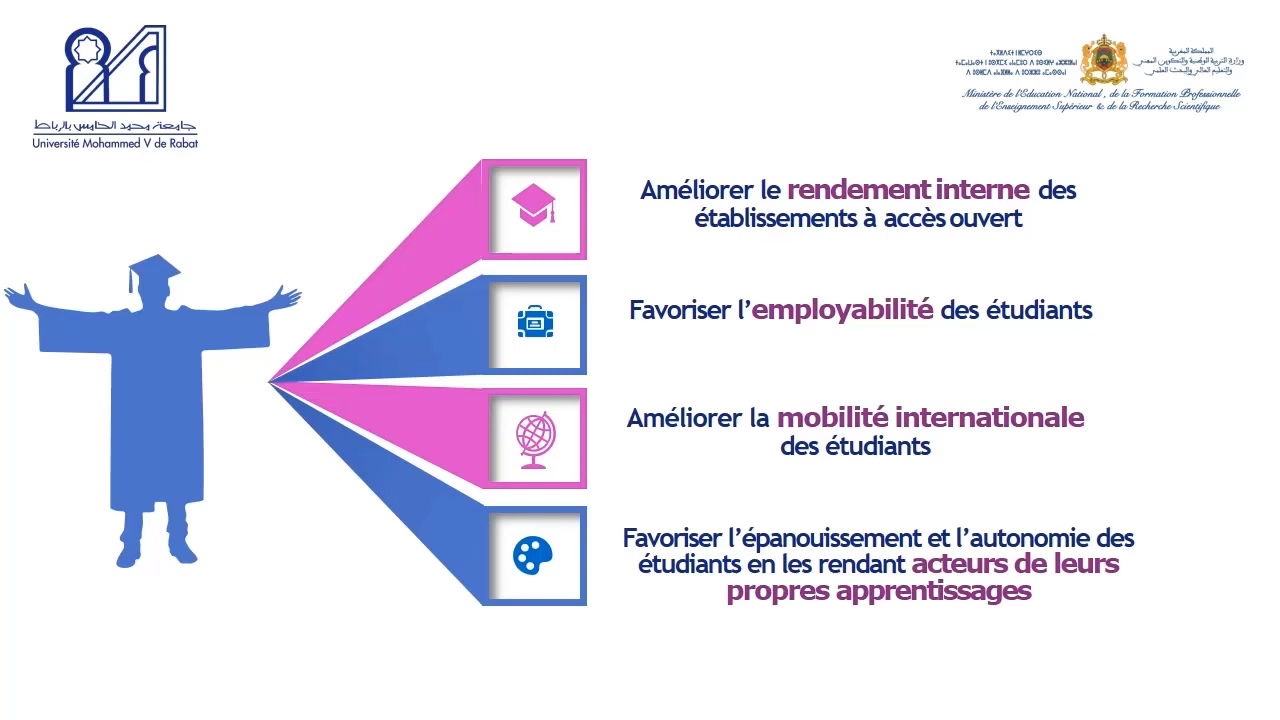 جامعة محمد الخامس بالرباط
Université Mohammed V de Rabat
المملكة المغربية
وزارة التربية الوطنية والتكوين المهني
والتعليم العالي والبحث العلمي
Ministère de l'Education National , de la Formation Professionnelle
de l'Enseignement Supérieur & de la Recherche Scientifique
Améliorer le rendement interne des
établissements à accès ouvert
Favoriser l’employabilité des étudiants
Améliorer la mobilité internationale
des étudiants
Favoriser l’épanouissement et l’autonomie des
étudiants en les rendant acteurs de leurs
propres apprentissages